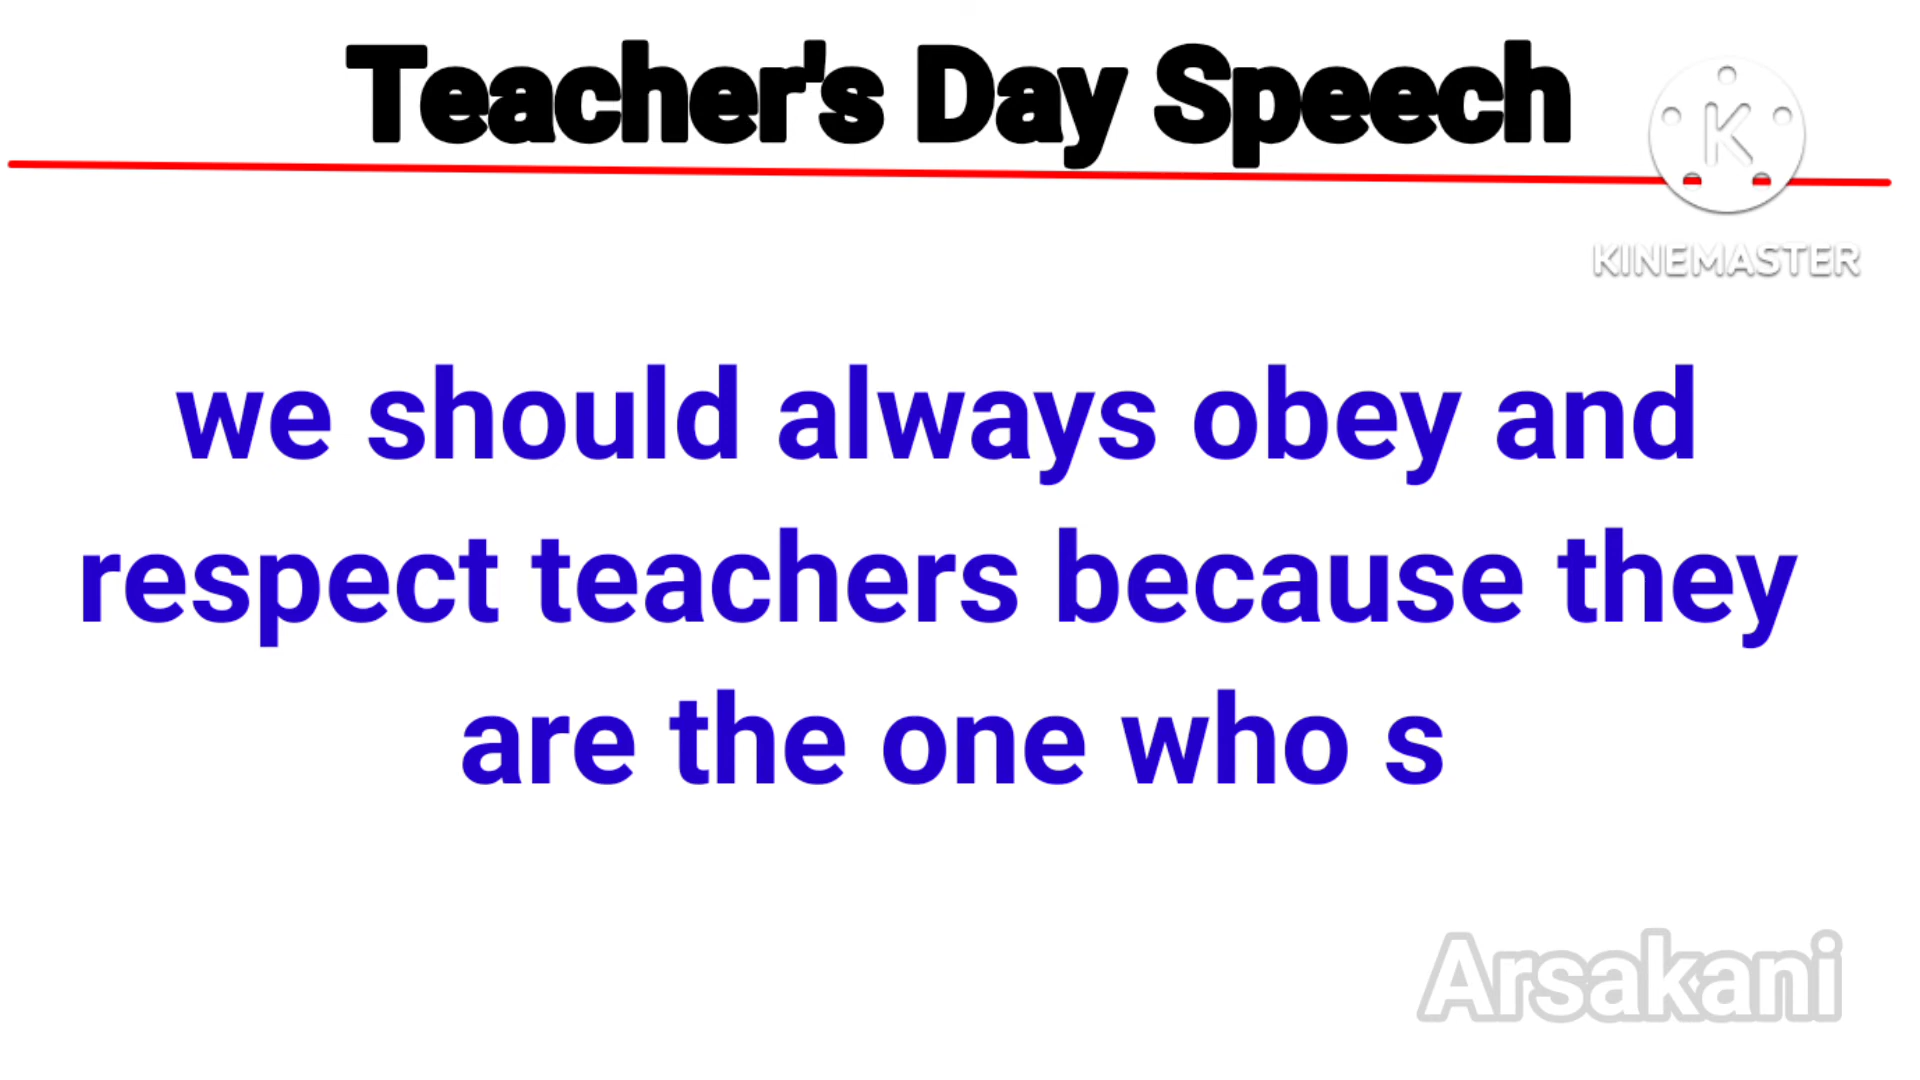 Teacher's Day Speech
K
KINEMASTER
we should always obey and
respect teachers because they
are the one who s
Arsakani